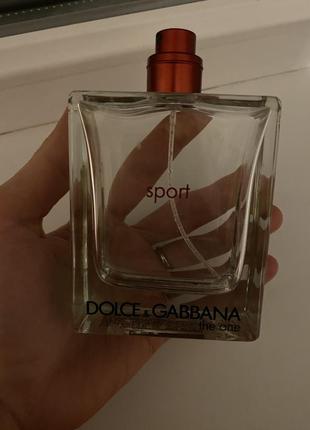 sport
DOLCE & GABBANA
the one